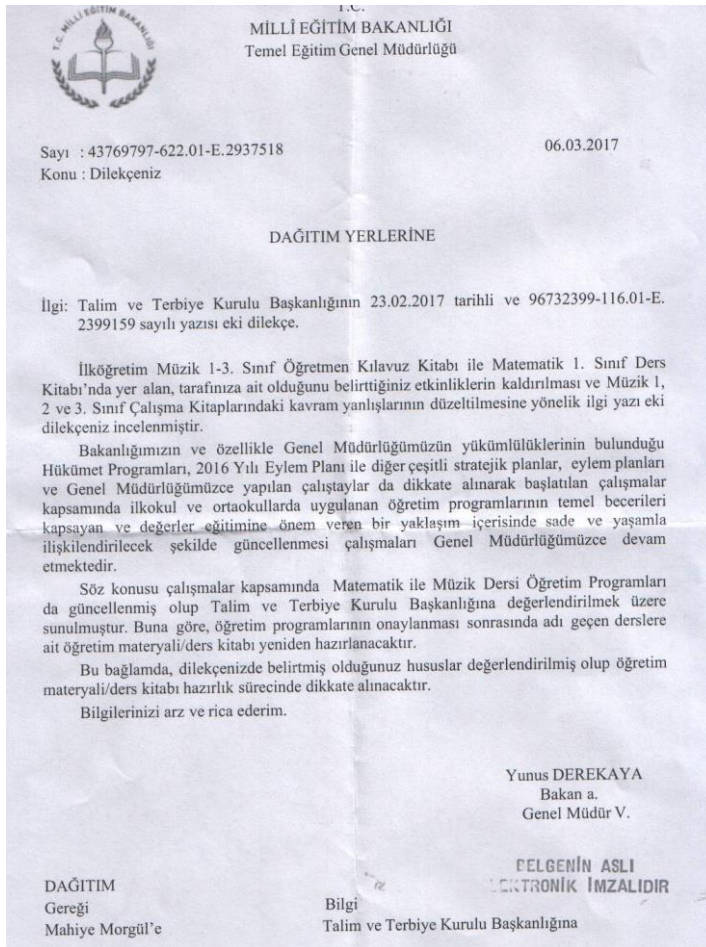 T.C. MİLLÎ EĞİTİM BAKANLIĞI
T.C.
MİLLÎ EĞİTİM BAKANLIĞI
Temel Eğitim Genel Müdürlüğü
Sayı : 43769797-622.01-E.2937518
06.03.2017
Konu : Dilekçeniz
DAĞITIM YERLERİNE
İlgi: Talim ve Terbiye Kurulu Başkanlığının 23.02.2017 tarihli ve 96732399-116.01-E.
2399159 sayılı yazısı eki dilekçe.
İlköğretim Müzik 1-3. Sınıf Öğretmen Kılavuz Kitabı ile Matematik 1. Sınıf Ders
Kitabı'nda yer alan, tarafınıza ait olduğunu belirttiğiniz etkinliklerin kaldırılması ve Müzik 1,
2 ve 3. Sınıf Çalışma Kitaplarındaki kavram yanlışlarının düzeltilmesine yönelik ilgi yazı eki
dilekçeniz incelenmiştir.
Bakanlığımızın ve özellikle Genel Müdürlüğümüzün yükümlülüklerinin bulunduğu
Hükümet Programları, 2016 Yılı Eylem Planı ile diğer çeşitli stratejik planlar, eylem planları
ve Genel Müdürlüğümüzce yapılan çalıştaylar da dikkate alınarak başlatılan çalışmalar
kapsamında ilkokul ve ortaokullarda uygulanan öğretim programlarının temel becerileri
kapsayan ve değerler eğitimine önem veren bir yaklaşım içerisinde sade ve yaşamla
ilişkilendirilecek şekilde güncellenmesi çalışmaları Genel Müdürlüğümüzce devam
etmektedir.
Söz konusu çalışmalar kapsamında Matematik ile Müzik Dersi Öğretim Programları
da güncellenmiş olup Talim ve Terbiye Kurulu Başkanlığına değerlendirilmek üzere
sunulmuştur. Buna göre, öğretim programlarının onaylanması sonrasında adı geçen derslere
ait öğretim materyali/ders kitabı yeniden hazırlanacaktır.
Bu bağlamda, dilekçenizde belirtmiş olduğunuz hususlar değerlendirilmiş olup öğretim
materyali/ders kitabı hazırlık sürecinde dikkate alınacaktır.
Bilgilerinizi arz ve rica ederim.
Yunus DEREKAYA
Bakan a.
Genel Müdür V.
BELGENİN ASLI
ELEKTRONİK İMZALIDIR
DAĞITIM
Gereği
Bilgi
Mahiye Morgül'e
Talim ve Terbiye Kurulu Başkanlığına